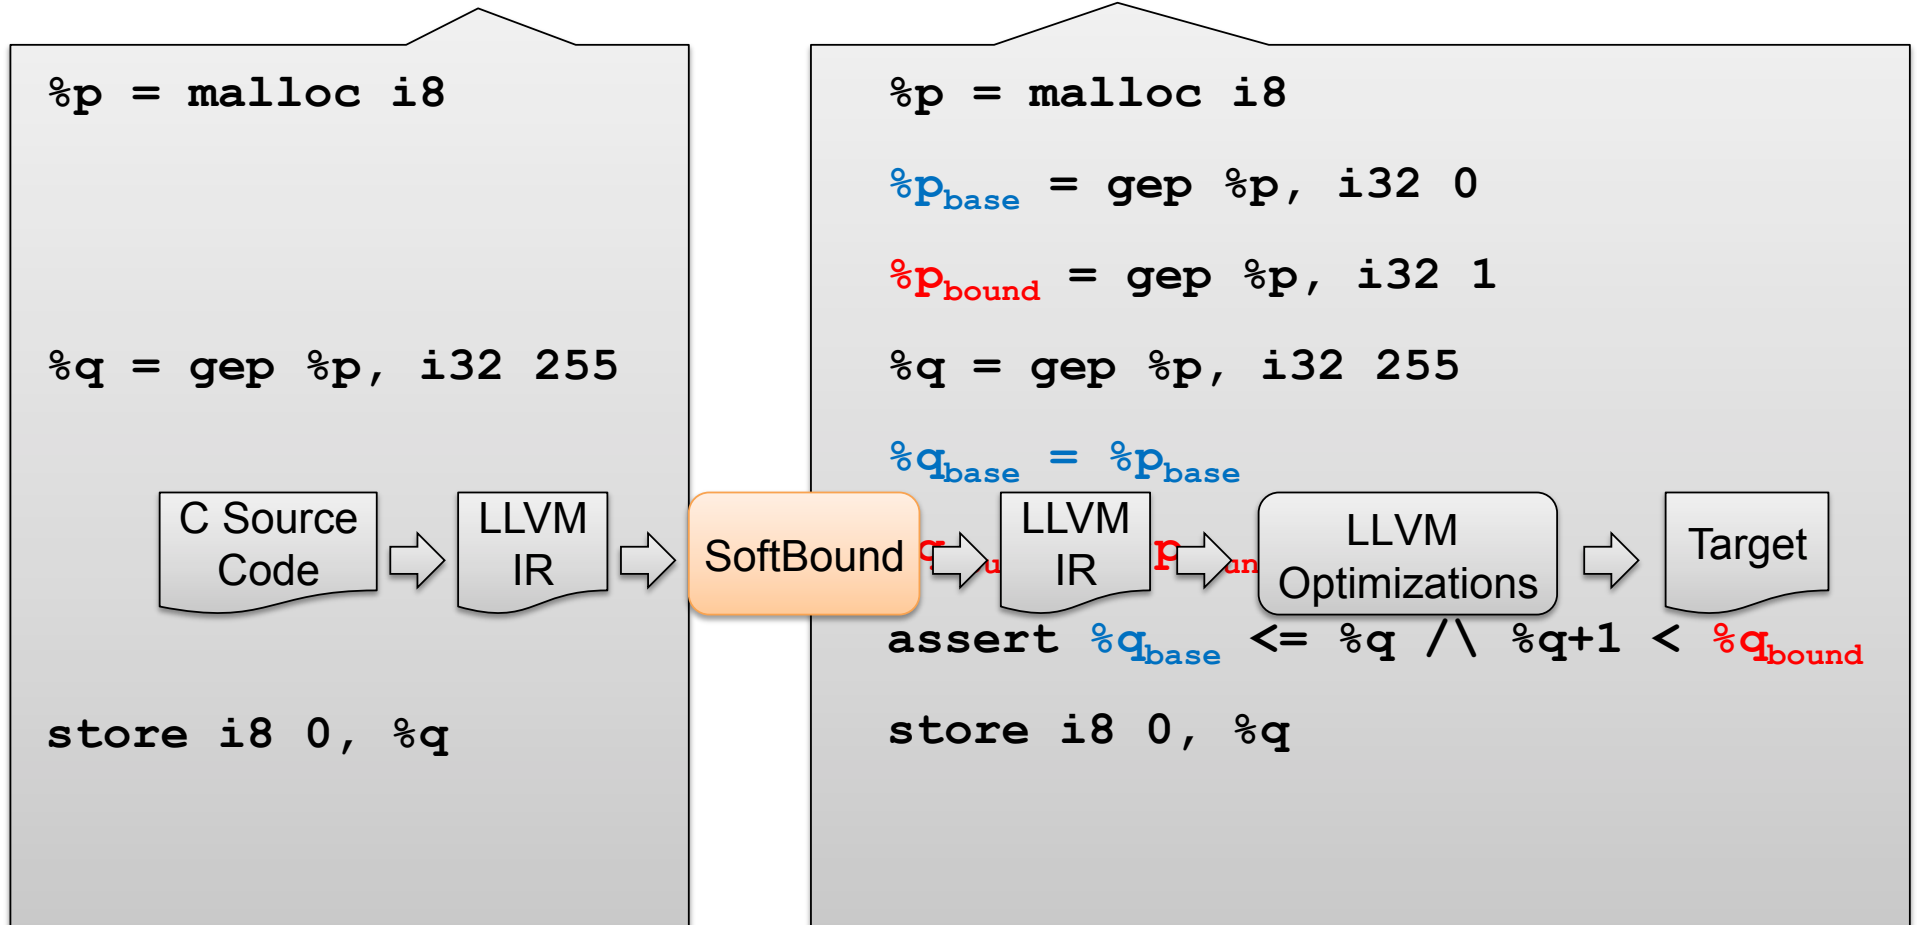 %p = malloc i8
%q = gep %p, i32 255
store i8 0, %q
%p = malloc i8
%pbase = gep %p, i32 0
%pbound = gep %p, i32 1
%q = gep %p, i32 255
%qbase = %pbase
assert %qbase <= %q /\ %q+1 < %qbound
store i8 0, %q
C Source
Code
LLVM
IR
SoftBound
LLVM
IR
LLVM
Optimizations
Target